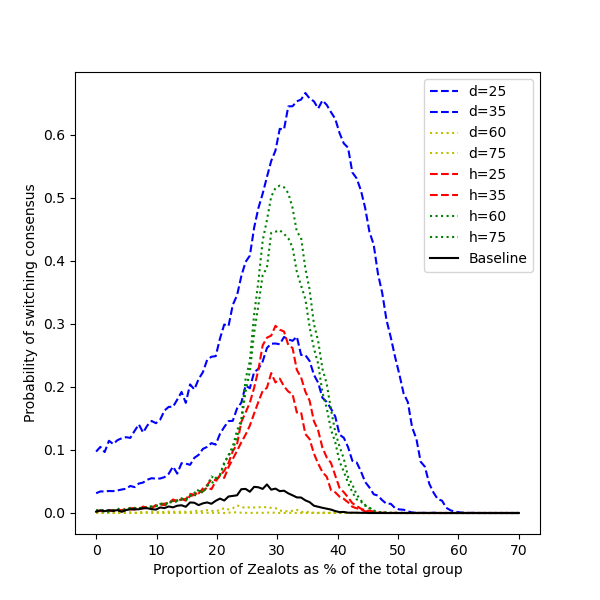 d=25
d=35
d=60
d=75
h=25
h=35
h=60
h=75
Baseline
Probability of switching consensus
0.6
0.5
0.4
0.3
0.2
0.1
0.0
0 10 20 30 40 50 60 70
Proportion of Zealots as % of the total group